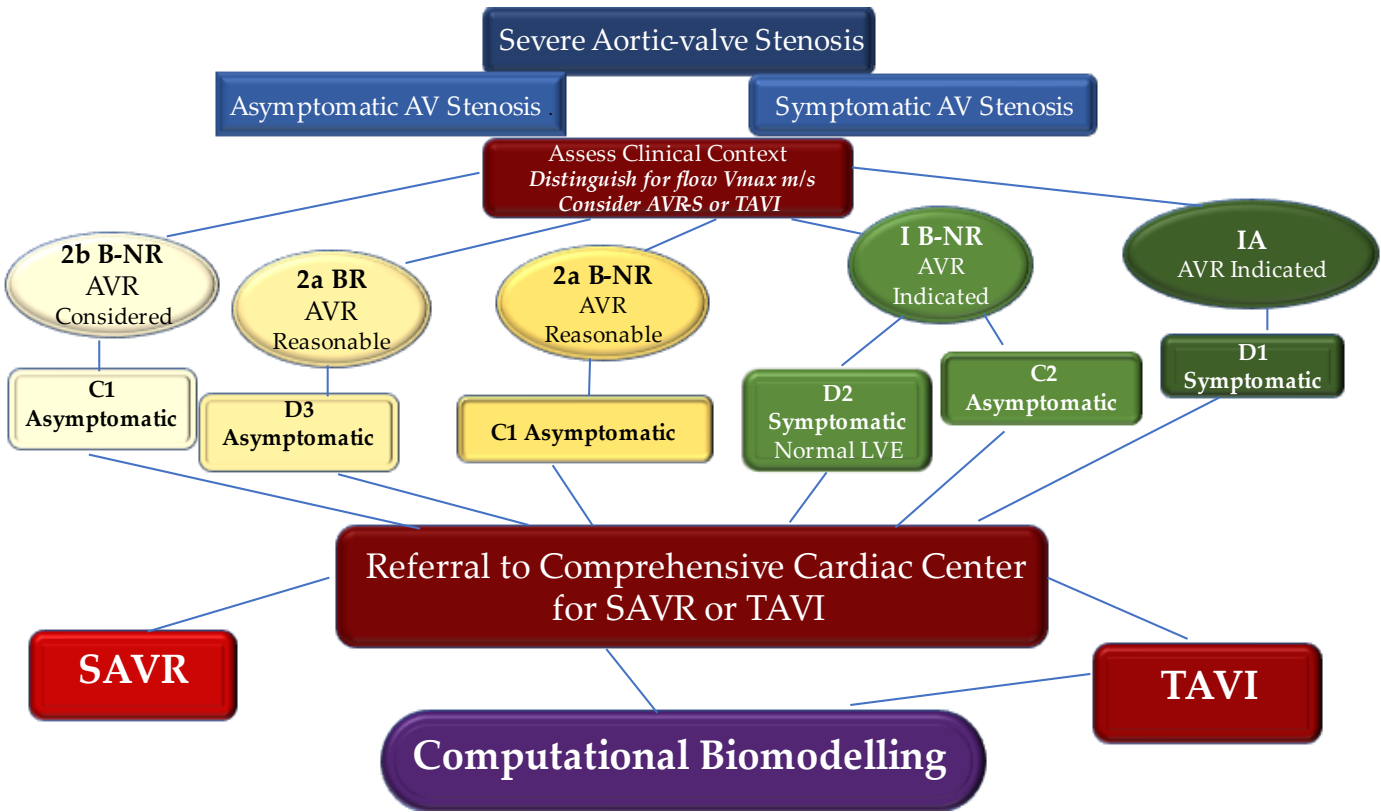 Severe Aortic-valve Stenosis
Asymptomatic AV Stenosis .
Symptomatic AV Stenosis
Assess Clinical Context
Distinguish for flow Vmax m/s
Consider AVR-S or TAVI
2b B-NR
AVR
Considered
2a BR
AVR
Reasonable
2a B-NR
AVR
Reasonable
I B-NR
AVR
Indicated
IA
AVR Indicated
C1
Asymptomatic
D3
Asymptomatic
C1 Asymptomatic
D2
Symptomatic
Normal LVE
C2
Asymptomatic
D1
Symptomatic
Referral to Comprehensive Cardiac Center
for SAVR or TAVI
SAVR
TAVI
Computational Biomodelling